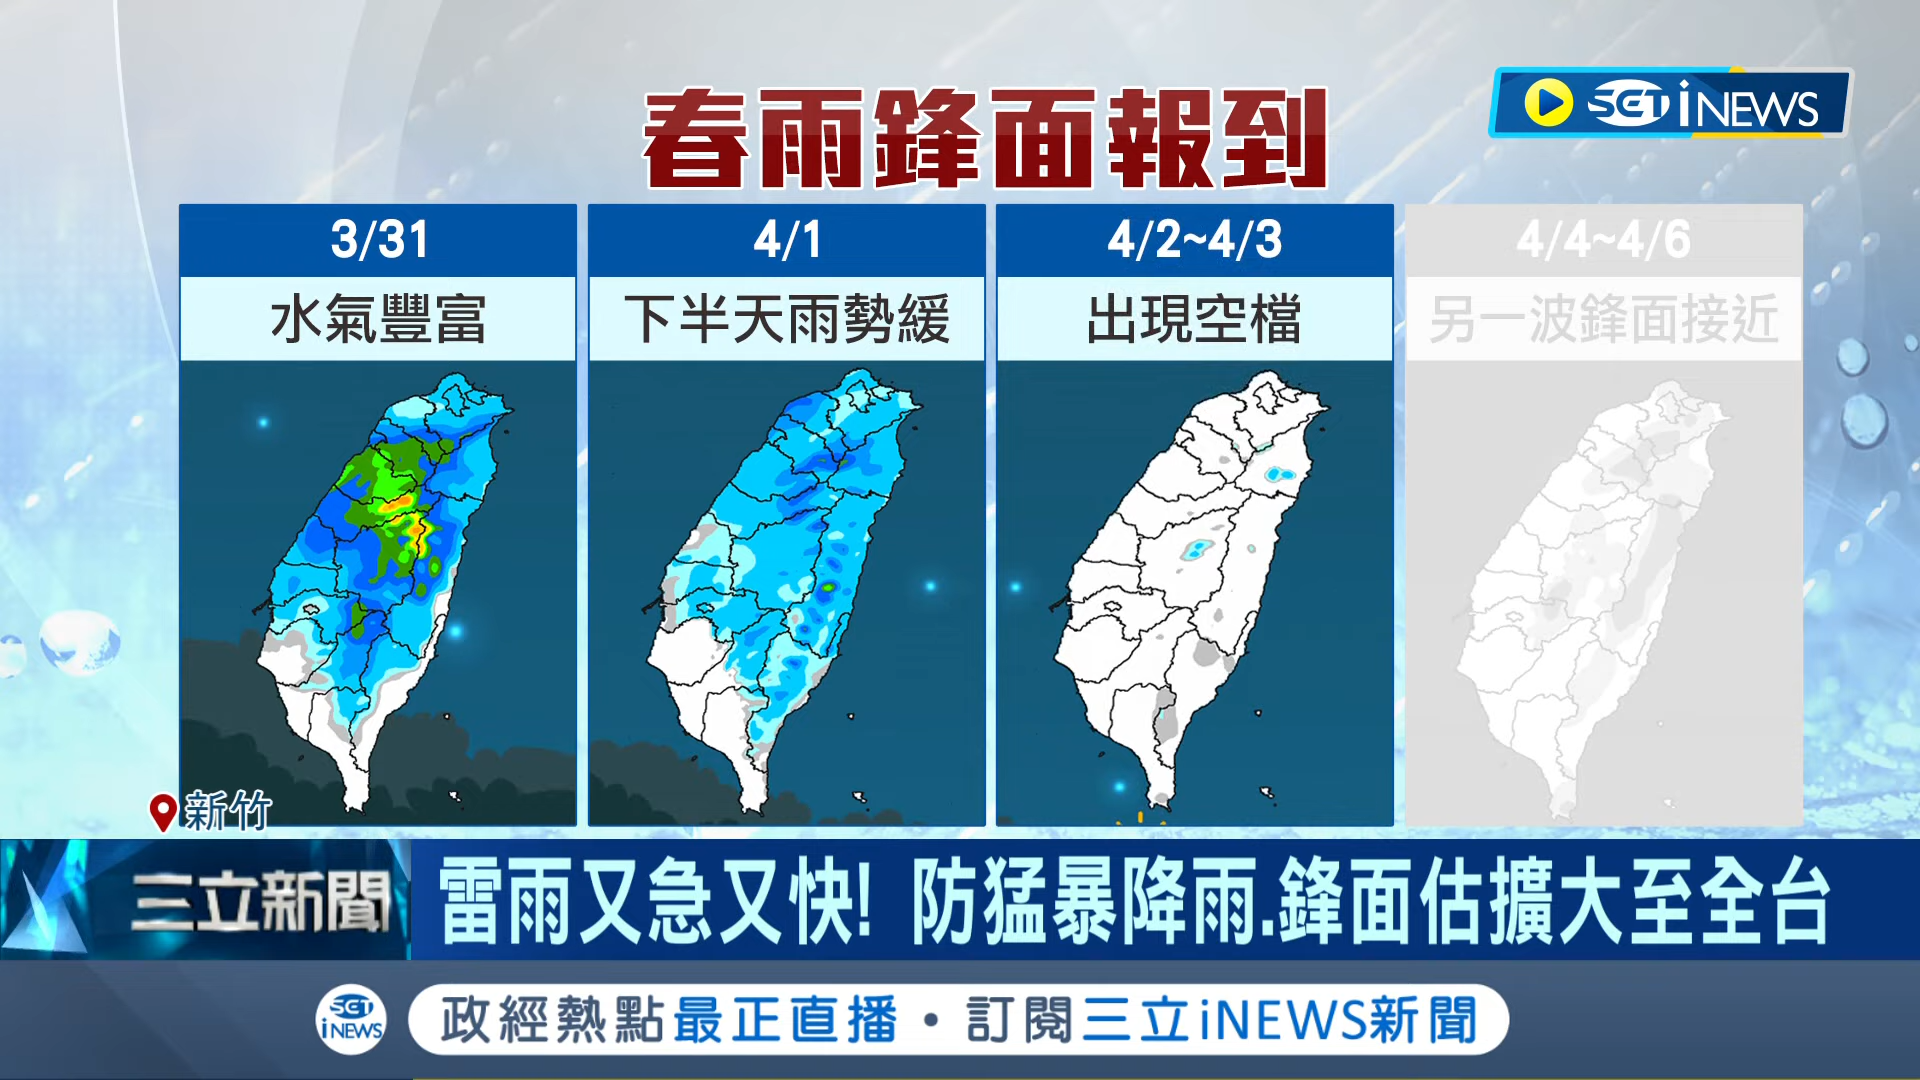 SET iNEWS
春雨鋒面報到
3/31
4/1
4/2~4/3
4/4~4/6
水氣豐富
下半天雨勢緩
出現空檔
另一波鋒面接近
新竹
三立新聞
雷雨又急又快! 防猛暴降雨.鋒面估擴大至全台
SET iNEWS
政經熱點最正直播・訂閱三立iNEWS新聞